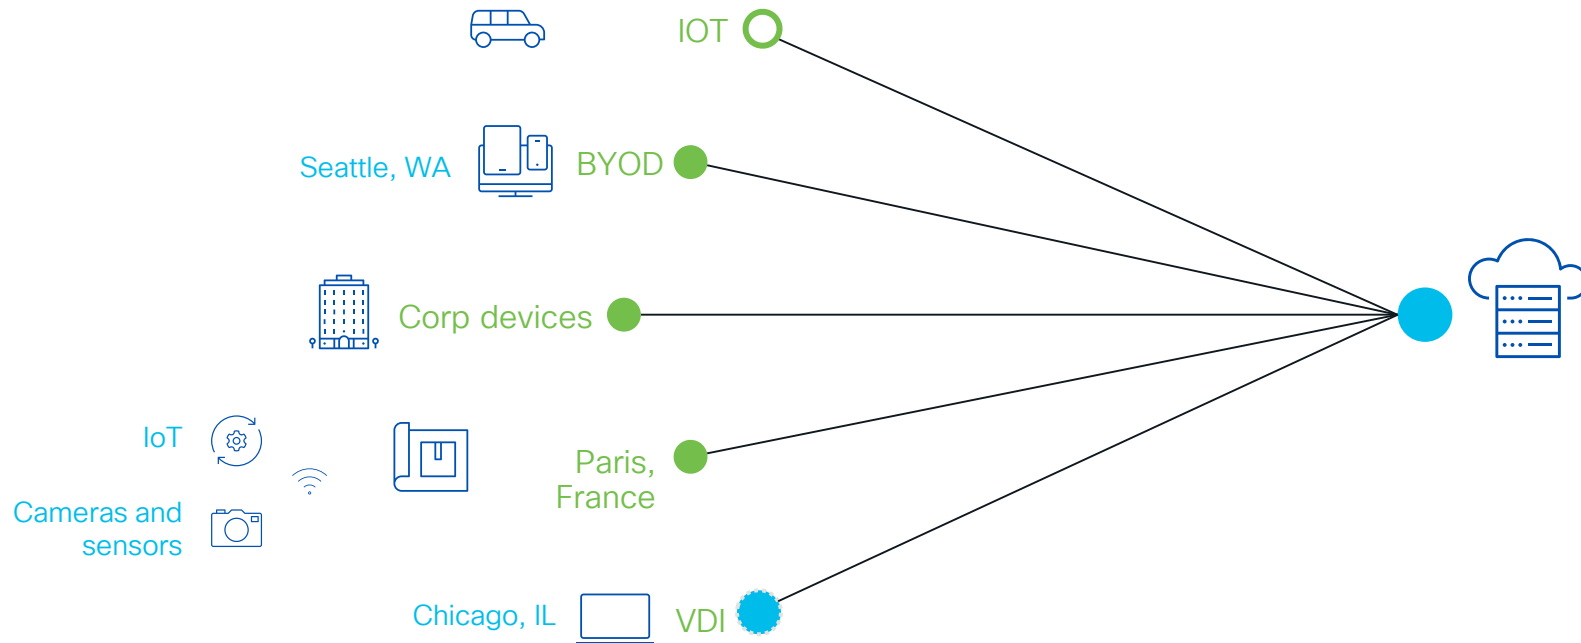 IOT
Seattle, WA
BYOD
Corp devices
IoT
Paris,
France
Cameras and
sensors
Chicago, IL
VDI